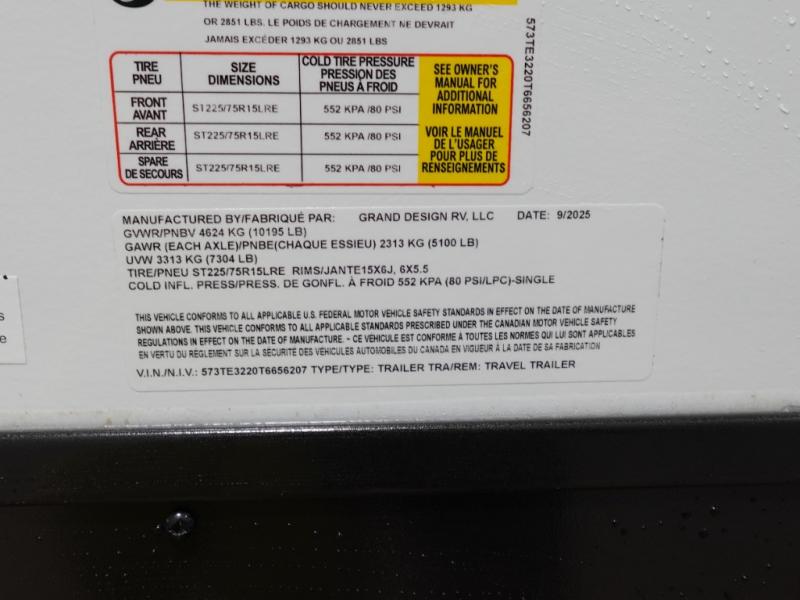 THE WEIGHT OF CARGO SHOULD NEVER EXCEED 1293 KG
OR 2851 LBS. LE POIDS DE CHARGEMENT NE DEVRAIT
JAMAIS EXCÉDER 1293 KG OU 2851 LBS
TIRE PNEU SIZE DIMENSIONS COLD TIRE PRESSURE PRESSION DES PNEUS À FROID
FRONT AVANT ST225/75R15LRE 552 KPA /80 PSI
REAR ARRIÈRE ST225/75R15LRE 552 KPA /80 PSI
SPARE DE SECOURS ST225/75R15LRE 552 KPA /80 PSI
SEE OWNER'S
MANUAL FOR
ADDITIONAL
INFORMATION
VOIR LE MANUEL
DE L'USAGER
POUR PLUS DE
RENSEIGNEMENTS
573TE3220T6656207
MANUFACTURED BY/FABRIQUÉ PAR: GRAND DESIGN RV, LLC DATE: 9/2025
GVWR/PNBV 4624 KG (10195 LB)
GAWR (EACH AXLE)/PNBE(CHAQUE ESSIEU) 2313 KG (5100 LB)
UVW 3313 KG (7304 LB)
TIRE/PNEU ST225/75R15LRE RIMS/JANTE15X6J, 6X5.5
COLD INFL. PRESS/PRESS. DE GONFL. À FROID 552 KPA (80 PSI/LPC)-SINGLE
THIS VEHICLE CONFORMS TO ALL APPLICABLE U.S. FEDERAL MOTOR VEHICLE SAFETY STANDARDS IN EFFECT ON THE DATE OF MANUFACTURE
SHOWN ABOVE. THIS VEHICLE CONFORMS TO ALL APPLICABLE STANDARDS PRESCRIBED UNDER THE CANADIAN MOTOR VEHICLE SAFETY
REGULATIONS IN EFFECT ON THE DATE OF MANUFACTURE. - CE VEHICULE EST CONFORME À TOUTES LES NORMES QUI LUI SONT APPLICABLES
EN VERTU DU RÈGLEMENT SUR LA SÉCURITÉ DES VÉHICULES AUTOMOBILES DU CANADA EN VIGUEUR À LA DATE DE SA FABRICATION
V.I.N./N.I.V.: 573TE3220T6656207 TYPE/TYPE: TRAILER TRA/REM: TRAVEL TRAILER